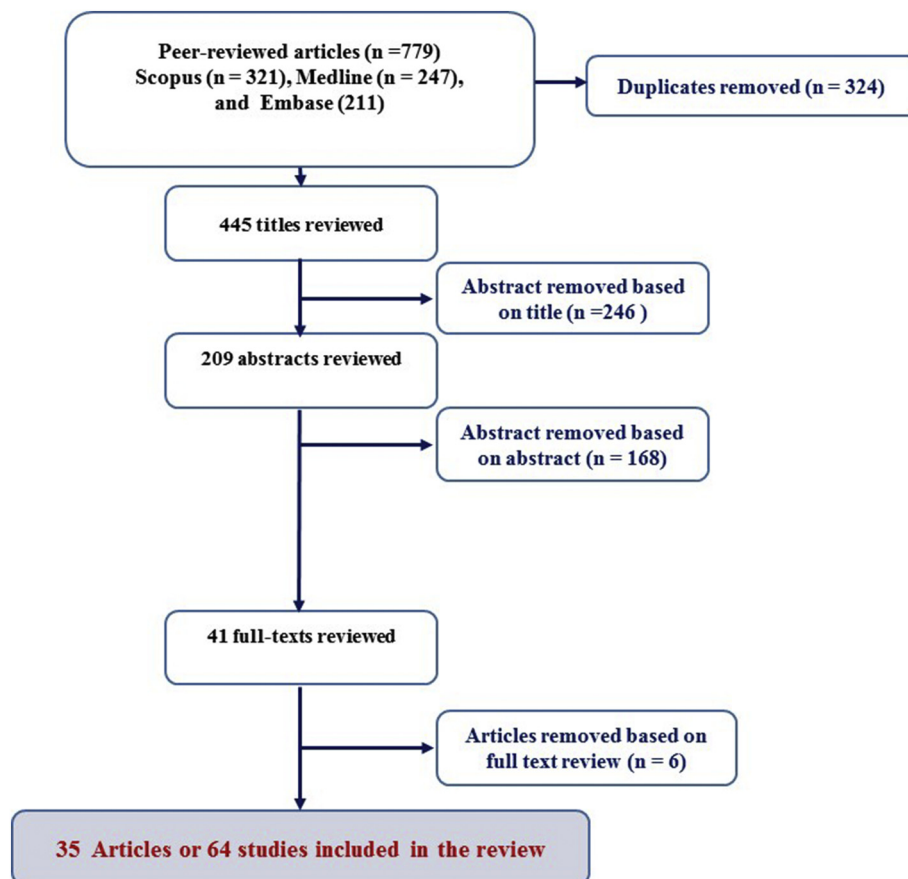 Peer-reviewed articles (n =779)
Scopus (n = 321), Medline (n = 247),
and Embase (211)
Duplicates removed (n = 324)
445 titles reviewed
Abstract removed based
on title (n =246 )
209 abstracts reviewed
Abstract removed based
on abstract (n = 168)
41 full-texts reviewed
Articles removed based on
full text review (n = 6)
35 Articles or 64 studies included in the review